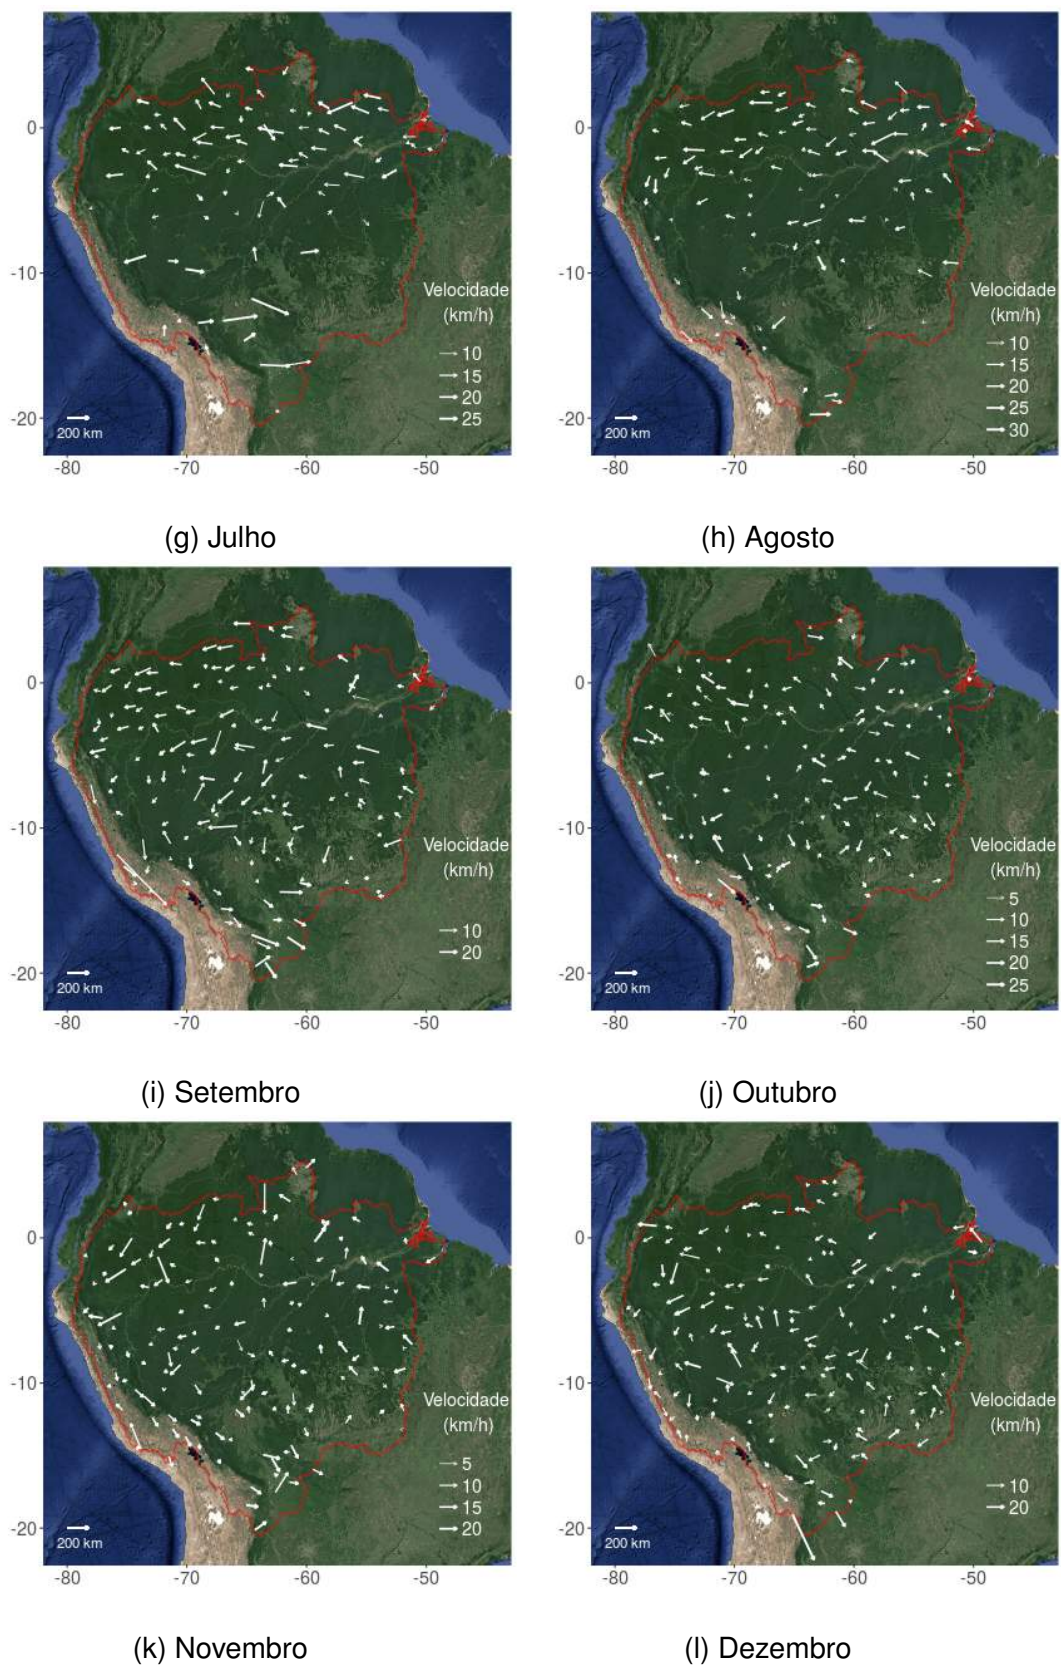 0
-10
-20
Velocidade
(km/h)
10
15
20
25
200 km
-80 -70 -60 -50
(g) Julho
0
-10
-20
Velocidade
(km/h)
10
15
20
25
30
200 km
-80 -70 -60 -50
(h) Agosto
0
-10
-20
Velocidade
(km/h)
10
20
200 km
-80 -70 -60 -50
(i) Setembro
0
-10
-20
Velocidade
(km/h)
5
10
15
20
25
200 km
-80 -70 -60 -50
(j) Outubro
0
-10
-20
Velocidade
(km/h)
5
10
15
20
200 km
-80 -70 -60 -50
(k) Novembro
0
-10
-20
Velocidade
(km/h)
10
20
200 km
-80 -70 -60 -50
(l) Dezembro